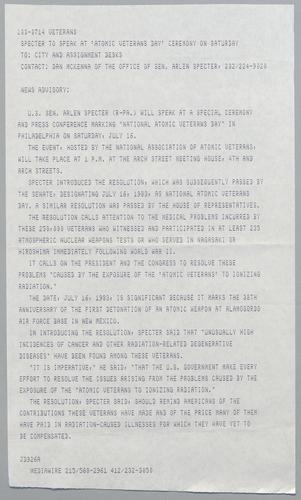 SPECTER TO SPEAK AT 'ATOMIC VETERANS DAY' CEREMONY ON SATURDAY
TO: CITY AND ASSIGNMENT DESKS
CONTACT: DAN MCKENNA OF THE OFFICE OF SEN. ARLEN SPECTER,
NEWS ADVISORY:
U.S. SEN. ARLEN SPECTER (R-PA.) WILL SPEAK AT A SPECIAL CEREMONY
AND PRESS CONFERENCE MARKING "NATIONAL ATOMIC VETERANS DAY" IN
PHILADELPHIA ON SATURDAY, JULY 16.
THE EVENT, HOSTED BY THE NATIONAL ASSOCIATION OF ATOMIC VETERANS,
WILL TAKE PLACE AT 1 P.M. AT THE ARCH STREET MEETING HOUSE, 4TH AND
ARCH STREETS.
SPECTER INTRODUCED THE RESOLUTION, WHICH WAS SUBSEQUENTLY PASSED BY
THE SENATE, DESIGNATING JULY 16, 1983, AS NATIONAL ATOMIC VETERANS
DAY. A SIMILAR RESOLUTION WAS PASSED BY THE HOUSE OF REPRESENTATIVES.
THE RESOLUTION CALLS ATTENTION TO THE MEDICAL PROBLEMS INCURRED BY
THESE 250,000 VETERANS WHO WITNESSED AND PARTICIPATED IN AT LEAST 235
ATMOSPHERIC NUCLEAR WEAPONS TESTS OR WHO SERVED IN NAGASAKI OR
HIROSHIMA IMMEDIATELY FOLLOWING WORLD WAR II.
IT CALLS ON THE PRESIDENT AND THE CONGRESS TO RESOLVE THESE
PROBLEMS 'CAUSED BY THE EXPOSURE OF THE 'ATOMIC VETERANS' TO IONIZING
RADIATION.'
THE DATE, JULY 16, 1983, IS SIGNIFICANT BECAUSE IT MARKS THE 38TH
ANNIVERSARY OF THE FIRST DETONATION OF AN ATOMIC WEAPON AT ALAMOGORDO
AIR FORCE BASE IN NEW MEXICO.
IN INTRODUCING THE RESOLUTION, SPECTER SAID THAT 'UNUSUALLY HIGH
INCIDENCES OF CANCER AND OTHER RADIATION-RELATED DEGENERATIVE
DISEASES' HAVE BEEN FOUND AMONG THESE VETERANS.
'IT IS IMPERATIVE,' HE SAID, 'THAT THE U.S. GOVERNMENT MAKE EVERY
EFFORT TO RESOLVE THE ISSUES ARISING FROM THE PROBLEMS CAUSED BY THE
EXPOSURE OF THE 'ATOMIC VETERANS TO IONIZING RADIATION.'
THE RESOLUTION, SPECTER SAID, SHOULD REMIND AMERICANS OF THE
CONTRIBUTIONS THESE VETERANS HAVE MADE AND OF THE PRICE MANY OF THEM
HAVE PAID IN RADIATION-CAUSED ILLNESSES FOR WHICH THEY HAVE YET TO
BE COMPENSATED.
MEDIAWIRE